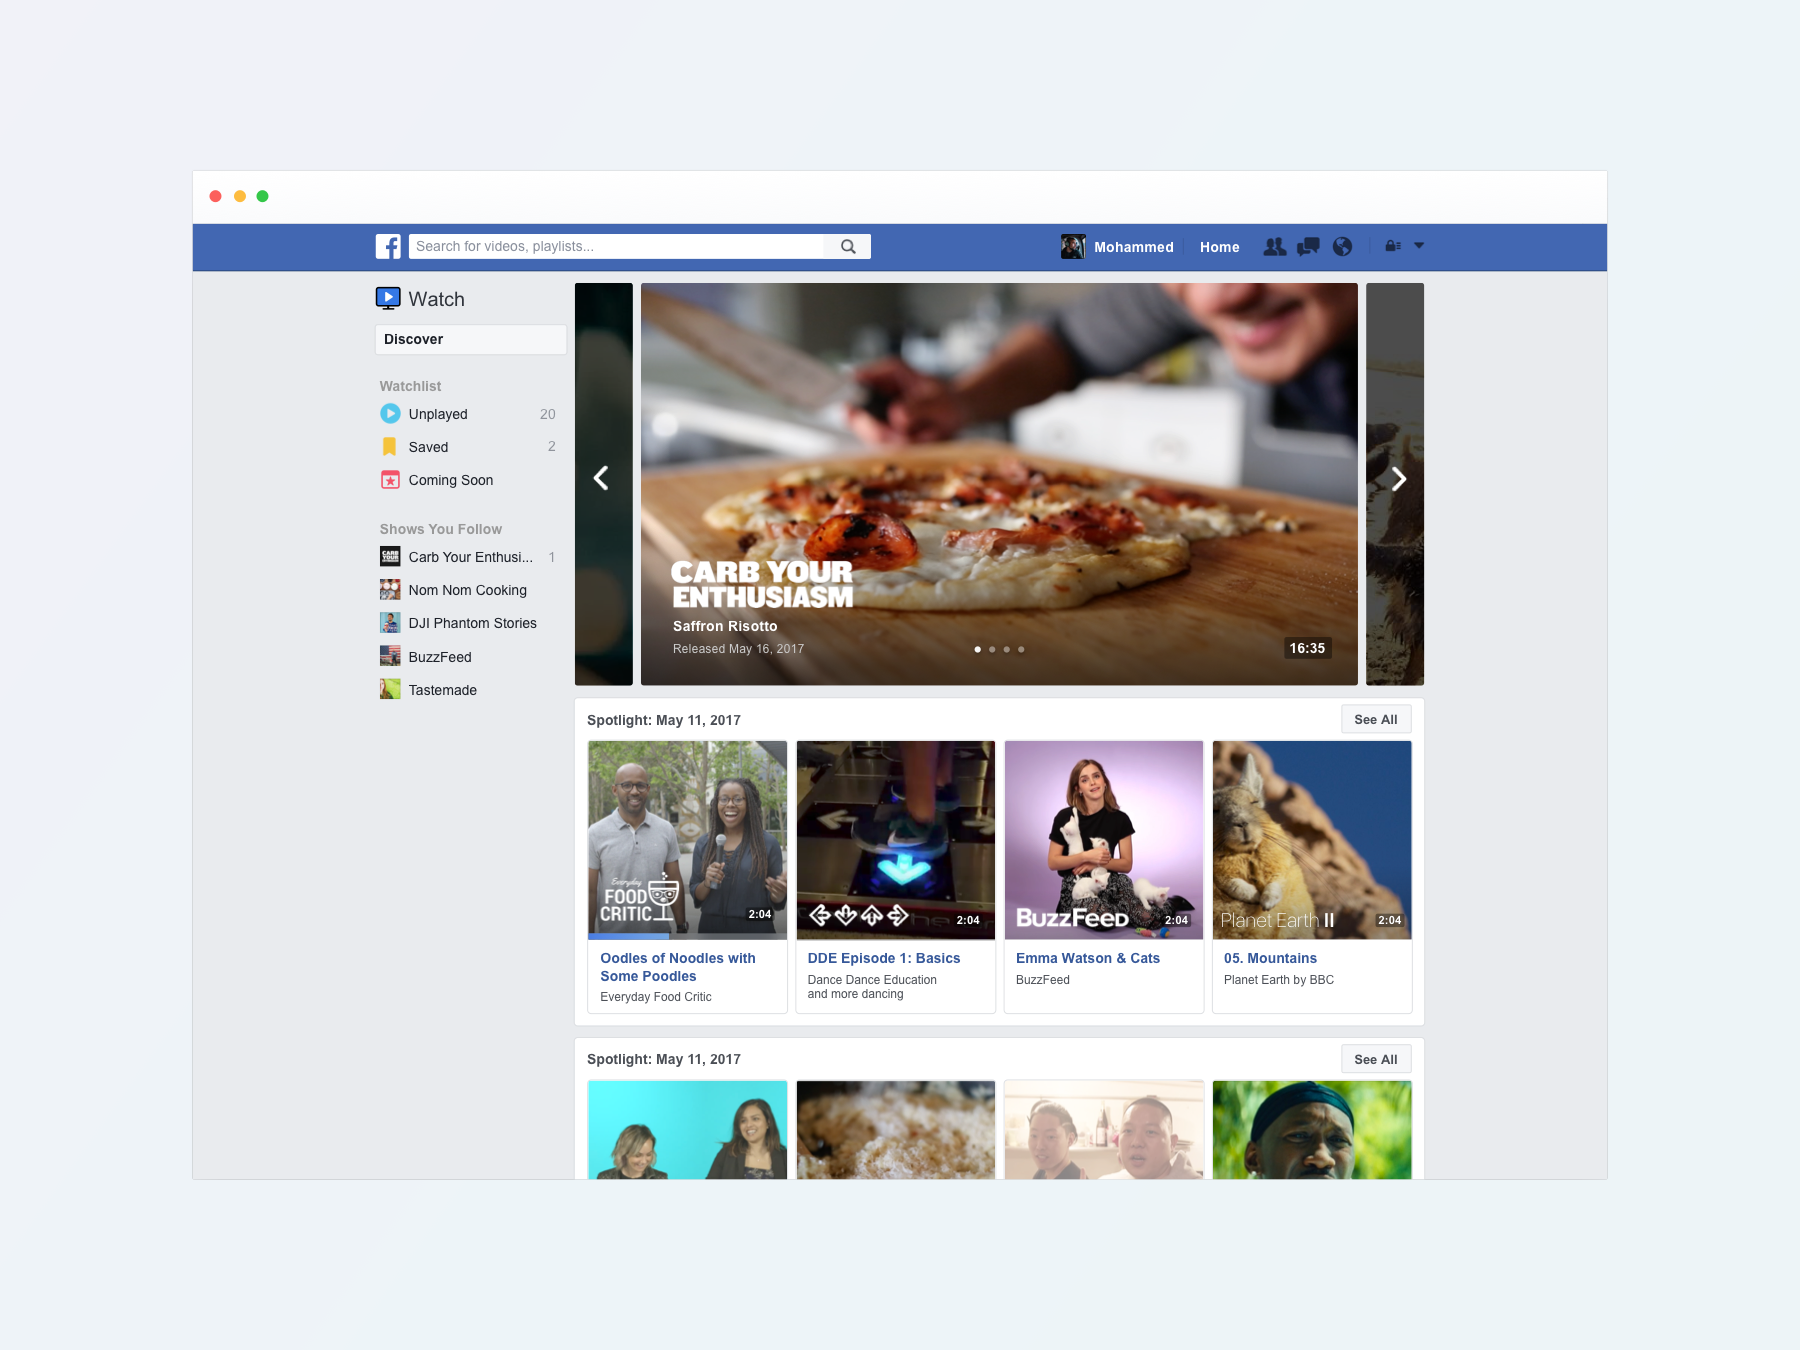 Search for videos, playlists...
Mohammed
Home
Watch
Discover
Watchlist
Unplayed 20
Saved 2
Coming Soon
Shows You Follow
Carb Your Enthusi... 1
Nom Nom Cooking
DJI Phantom Stories
BuzzFeed
Tastemade
CARB YOUR
ENTHUSIASM
Saffron Risotto
Released May 16, 2017
16:35
Spotlight: May 11, 2017
See All
Everyday
FOOD
CRITIC
2:04
2:04
BuzzFeed
2:04
Planet Earth II
2:04
Oodles of Noodles with
Some Poodles
Everyday Food Critic
DDE Episode 1: Basics
Dance Dance Education
and more dancing
Emma Watson & Cats
BuzzFeed
05. Mountains
Planet Earth by BBC
Spotlight: May 11, 2017
See All